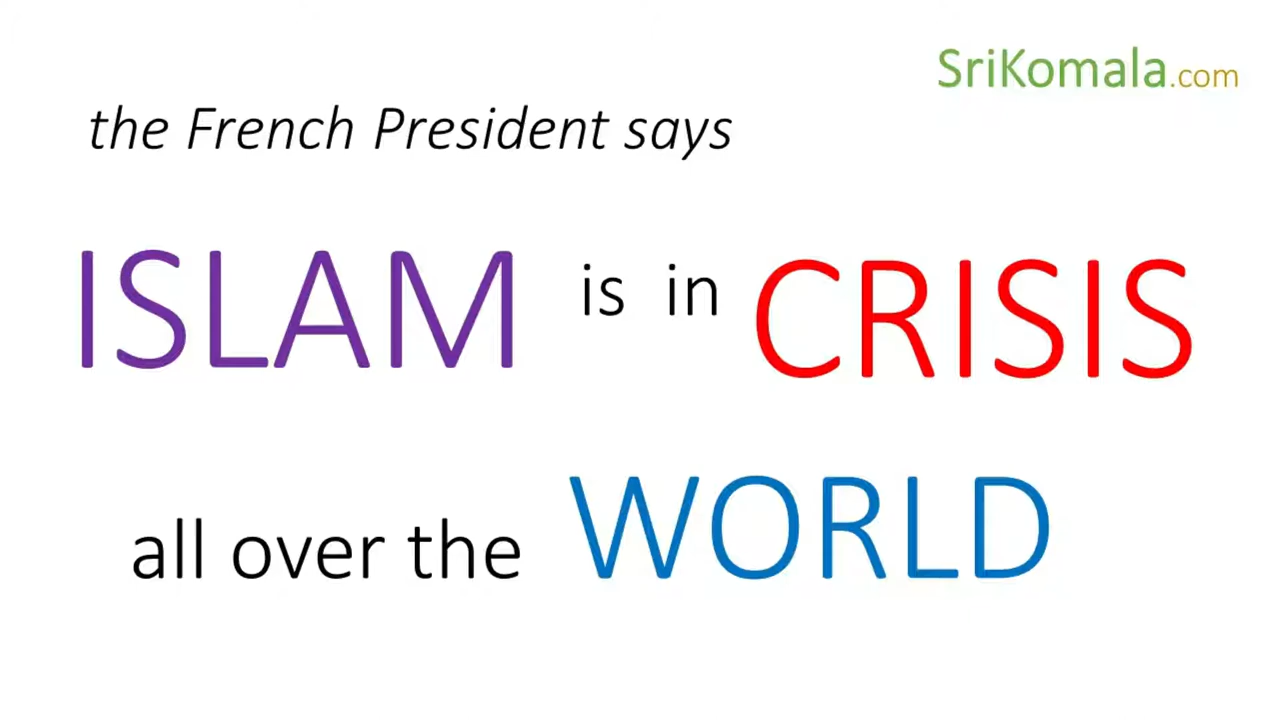 SriKomala.com
the French President says
ISLAM is in CRISIS
all over the WORLD